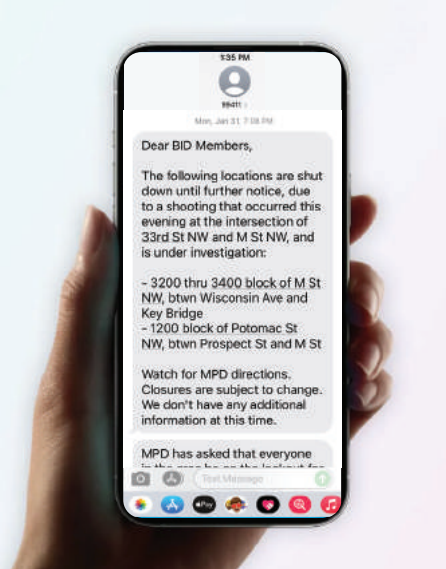 1:35 PM
Mon, Jan 31, 7:08 PM
Dear BID Members,
The following locations are shut
down until further notice, due
to a shooting that occurred this
evening at the intersection of
33rd St NW and M St NW, and
is under investigation:
- 3200 thru 3400 block of M St
NW, btwn Wisconsin Ave and
Key Bridge
- 1200 block of Potomac St
NW, btwn Prospect St and M St
Watch for MPD directions.
Closures are subject to change.
We don't have any additional
information at this time.
MPD has asked that everyone
Text Message
Pay